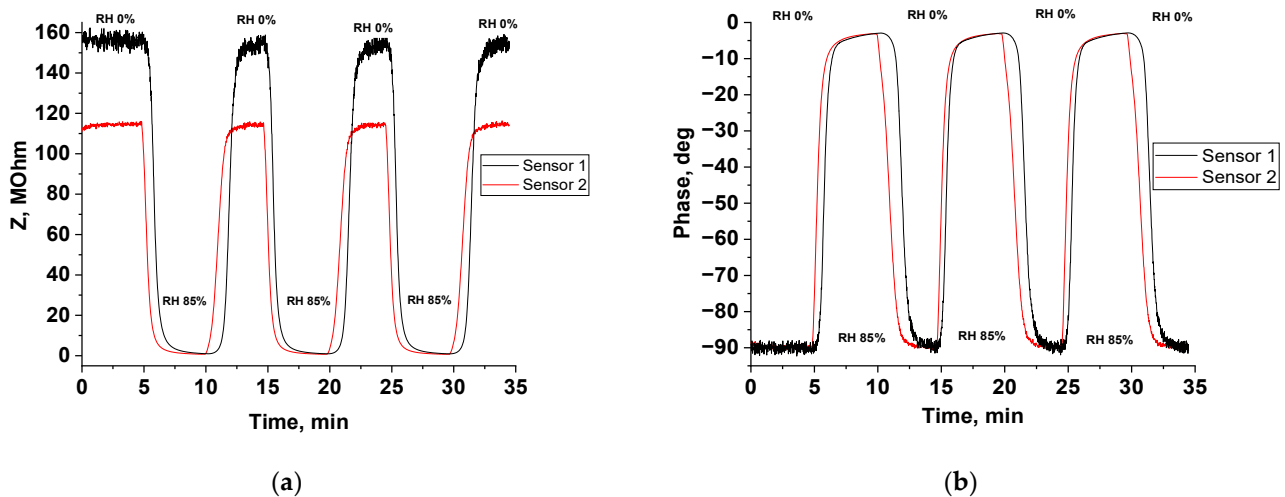 RH 0%
RH 0%
RH 0%
RH 0%
160
140
120
100
80
60
40
20
0
Z, MOhm
Sensor 1
Sensor 2
RH 85%
RH 85%
RH 85%
0 5 10 15 20 25 30 35
Time, min
(a)
RH 0%
RH 0%
RH 0%
RH 0%
0
−10
−20
−30
−40
−50
−60
−70
−80
−90
Phase, deg
Sensor 1
Sensor 2
RH 85%
RH 85%
RH 85%
0 5 10 15 20 25 30 35
Time, min
(b)